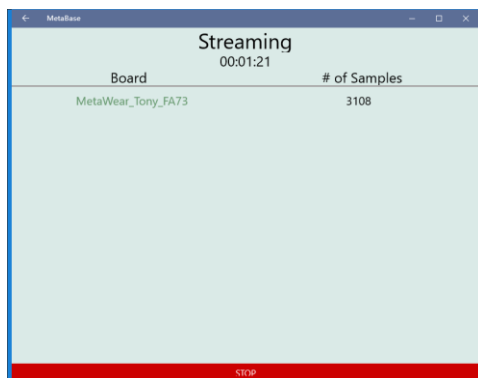 MetaBase
Streaming
00:01:21
Board # of Samples
MetaWear_Tony_FA73 3108
STOP